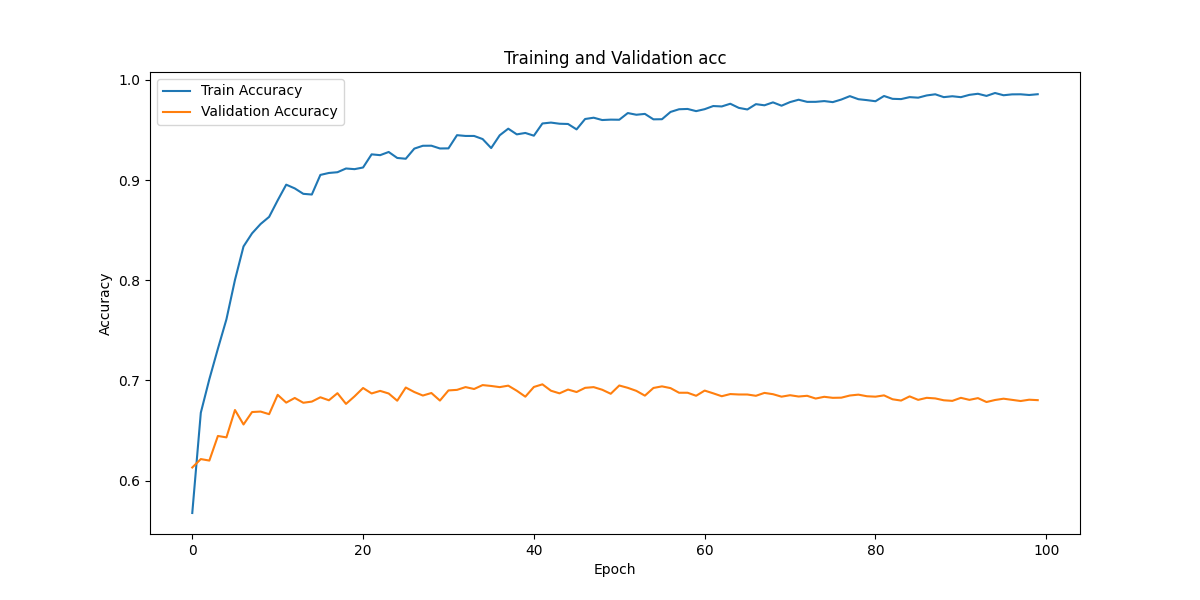 Training and Validation acc
Train Accuracy
Validation Accuracy
1.0
0.9
0.8
0.7
0.6
Accuracy
0 20 40 60 80 100
Epoch